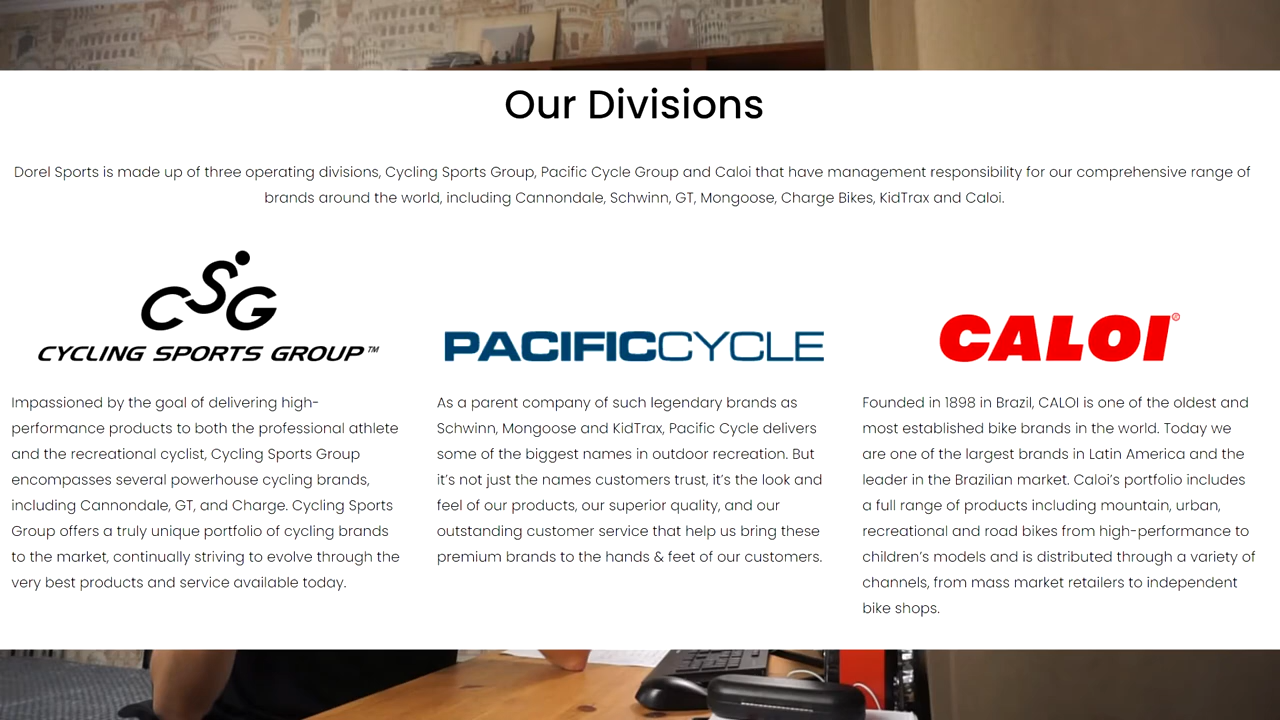 Our Divisions
Dorel Sports is made up of three operating divisions, Cycling Sports Group, Pacific Cycle Group and Caloi that have management responsibility for our comprehensive range of
brands around the world, including Cannondale, Schwinn, GT, Mongoose, Charge Bikes, KidTrax and Caloi.
CSG
CYCLING SPORTS GROUP™
Impassioned by the goal of delivering high-
performance products to both the professional athlete
and the recreational cyclist, Cycling Sports Group
encompasses several powerhouse cycling brands,
including Cannondale, GT, and Charge. Cycling Sports
Group offers a truly unique portfolio of cycling brands
to the market, continually striving to evolve through the
very best products and service available today.
PACIFICCYCLE
As a parent company of such legendary brands as
Schwinn, Mongoose and KidTrax, Pacific Cycle delivers
some of the biggest names in outdoor recreation. But
it's not just the names customers trust, it's the look and
feel of our products, our superior quality, and our
outstanding customer service that help us bring these
premium brands to the hands & feet of our customers.
CALOI®
Founded in 1898 in Brazil, CALOI is one of the oldest and
most established bike brands in the world. Today we
are one of the largest brands in Latin America and the
leader in the Brazilian market. Caloi's portfolio includes
a full range of products including mountain, urban,
recreational and road bikes from high-performance to
children's models and is distributed through a variety of
channels, from mass market retailers to independent
bike shops.